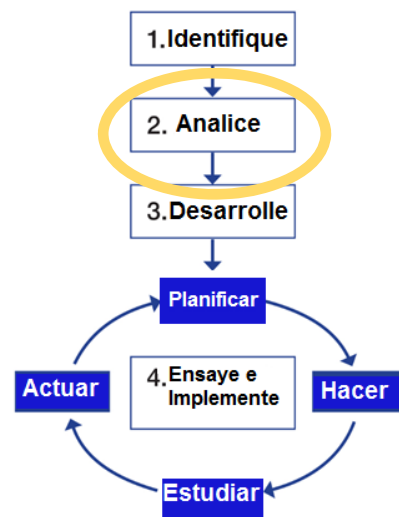 1.Identifique
2. Analice
3.Desarrolle
Planificar
Actuar
4.Ensaye e
Implemente
Hacer
Estudiar